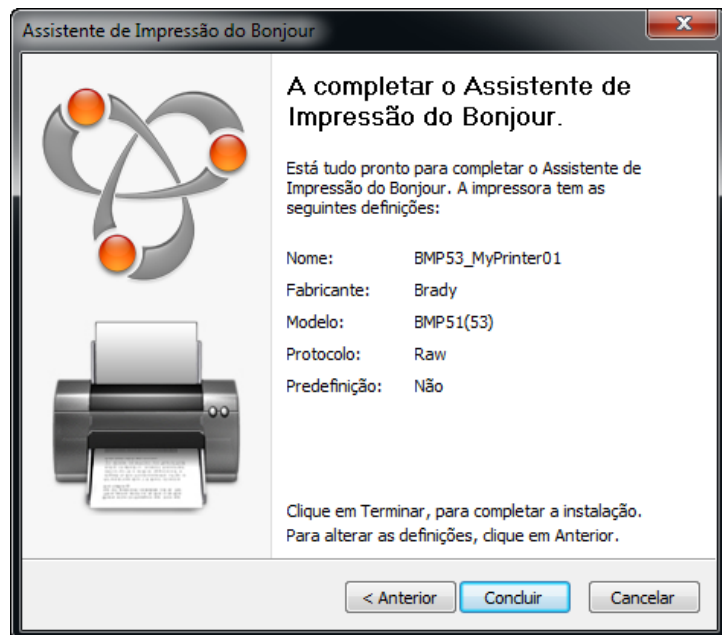 Assistente de Impressão do Bonjour
A completar o Assistente de
Impressão do Bonjour.
Está tudo pronto para completar o Assistente de
Impressão do Bonjour. A impressora tem as
seguintes definições:
Nome: BMP53_MyPrinter01
Fabricante: Brady
Modelo: BMP51(53)
Protocolo: Raw
Predefinição: Não
Clique em Terminar, para completar a instalação.
Para alterar as definições, clique em Anterior.
< Anterior Concluir Cancelar